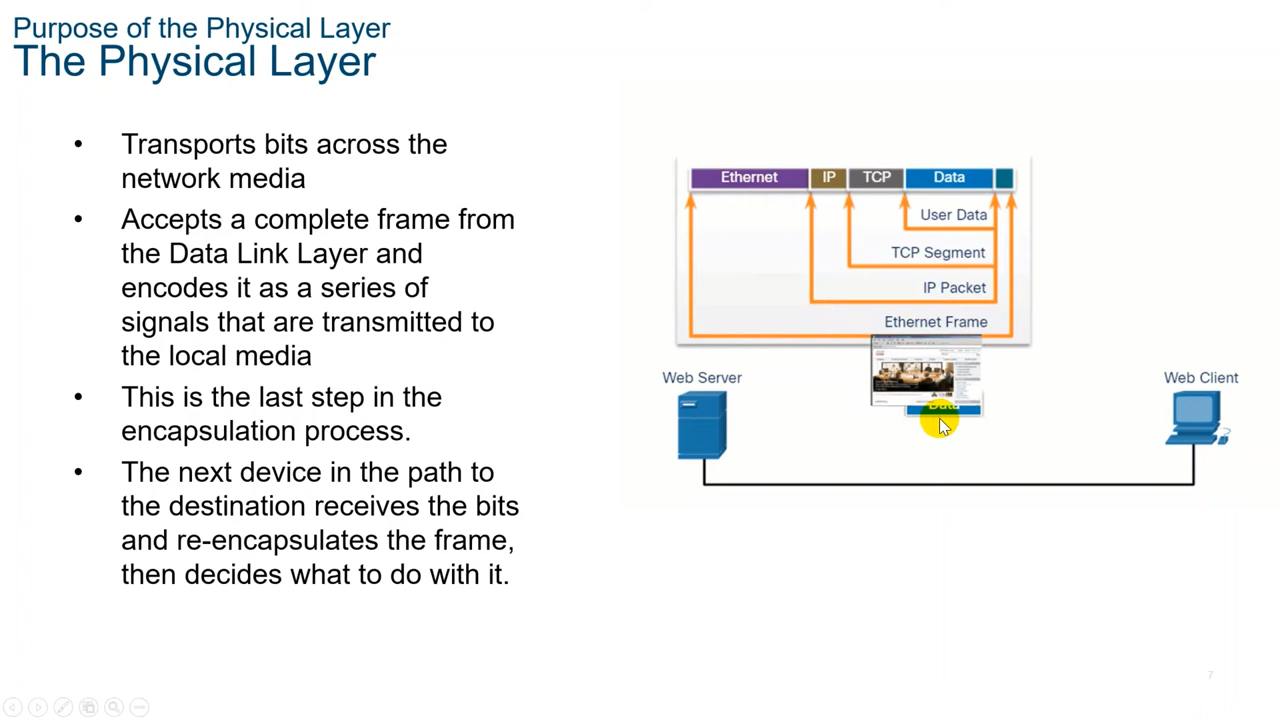 Purpose of the Physical Layer
The Physical Layer
• Transports bits across the
network media
• Accepts a complete frame from
the Data Link Layer and
encodes it as a series of
signals that are transmitted to
the local media
• This is the last step in the
encapsulation process.
• The next device in the path to
the destination receives the bits
and re-encapsulates the frame,
then decides what to do with it.
Ethernet IP TCP Data
User Data
TCP Segment
IP Packet
Ethernet Frame
Web Server
Web Client
Data
7